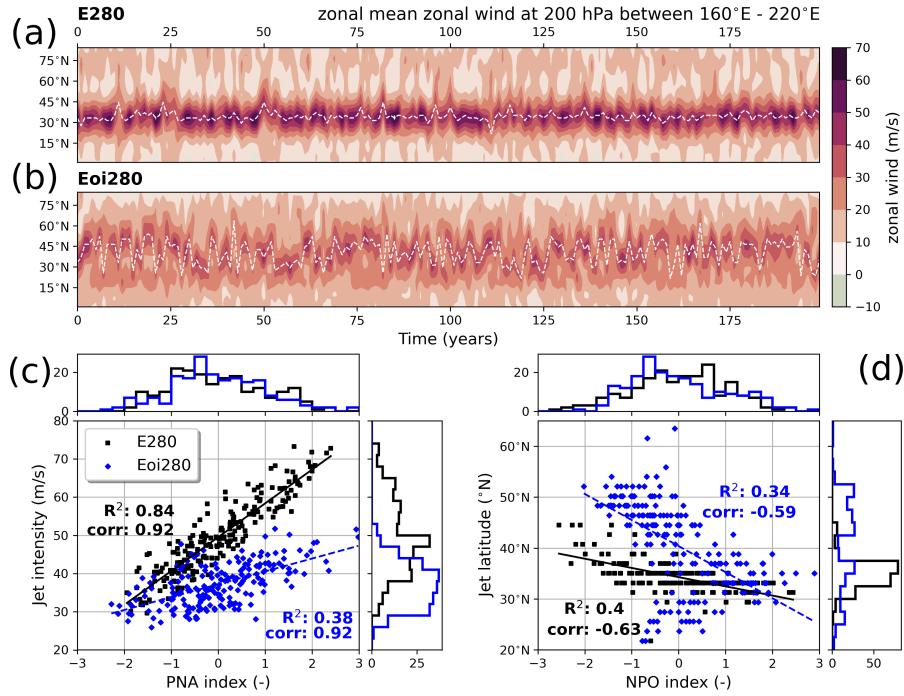 E280 zonal mean zonal wind at 200 hPa between 160°E - 220°E
(a)
0 25 50 75 100 125 150 175
75°N
60°N
45°N
30°N
15°N
(b)
Eoi280
75°N
60°N
45°N
30°N
15°N
0 25 50 75 100 125 150 175
Time (years)
70
60
50
40
30
20
10
0
−10
zonal wind (m/s)
(c)
20
0
80
70
60
50
40
30
20
Jet intensity (m/s)
E280
Eoi280
R²: 0.84
corr: 0.92
R²: 0.38
corr: 0.92
−3 −2 −1 0 1 2 3
PNA index (-)
0 25
(d)
20
0
60°N
50°N
40°N
30°N
20°N
Jet latitude (°N)
R²: 0.34
corr: -0.59
R²: 0.4
corr: -0.63
−3 −2 −1 0 1 2 3
NPO index (-)
0 50